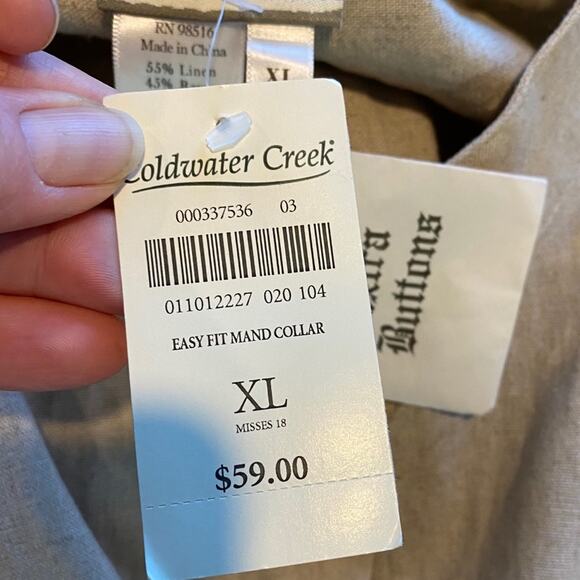 RN 98516
Made in China
55% Linen
45%
XL
Coldwater Creek
000337536 03
011012227 020 104
EASY FIT MAND COLLAR
XL
MISSES 18
$59.00
Buttons